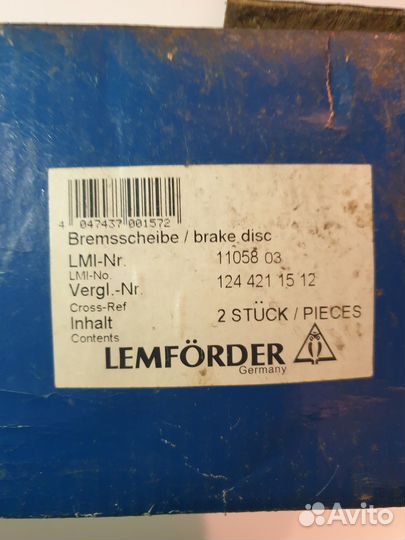 4 047437 001572
Bremsscheibe / brake disc
LMI-Nr. 11058 03
LMI-No.
Vergl.-Nr. 124 421 15 12
Cross-Ref
Inhalt 2 STÜCK / PIECES
Contents
LEMFÖRDER
Germany
Avito